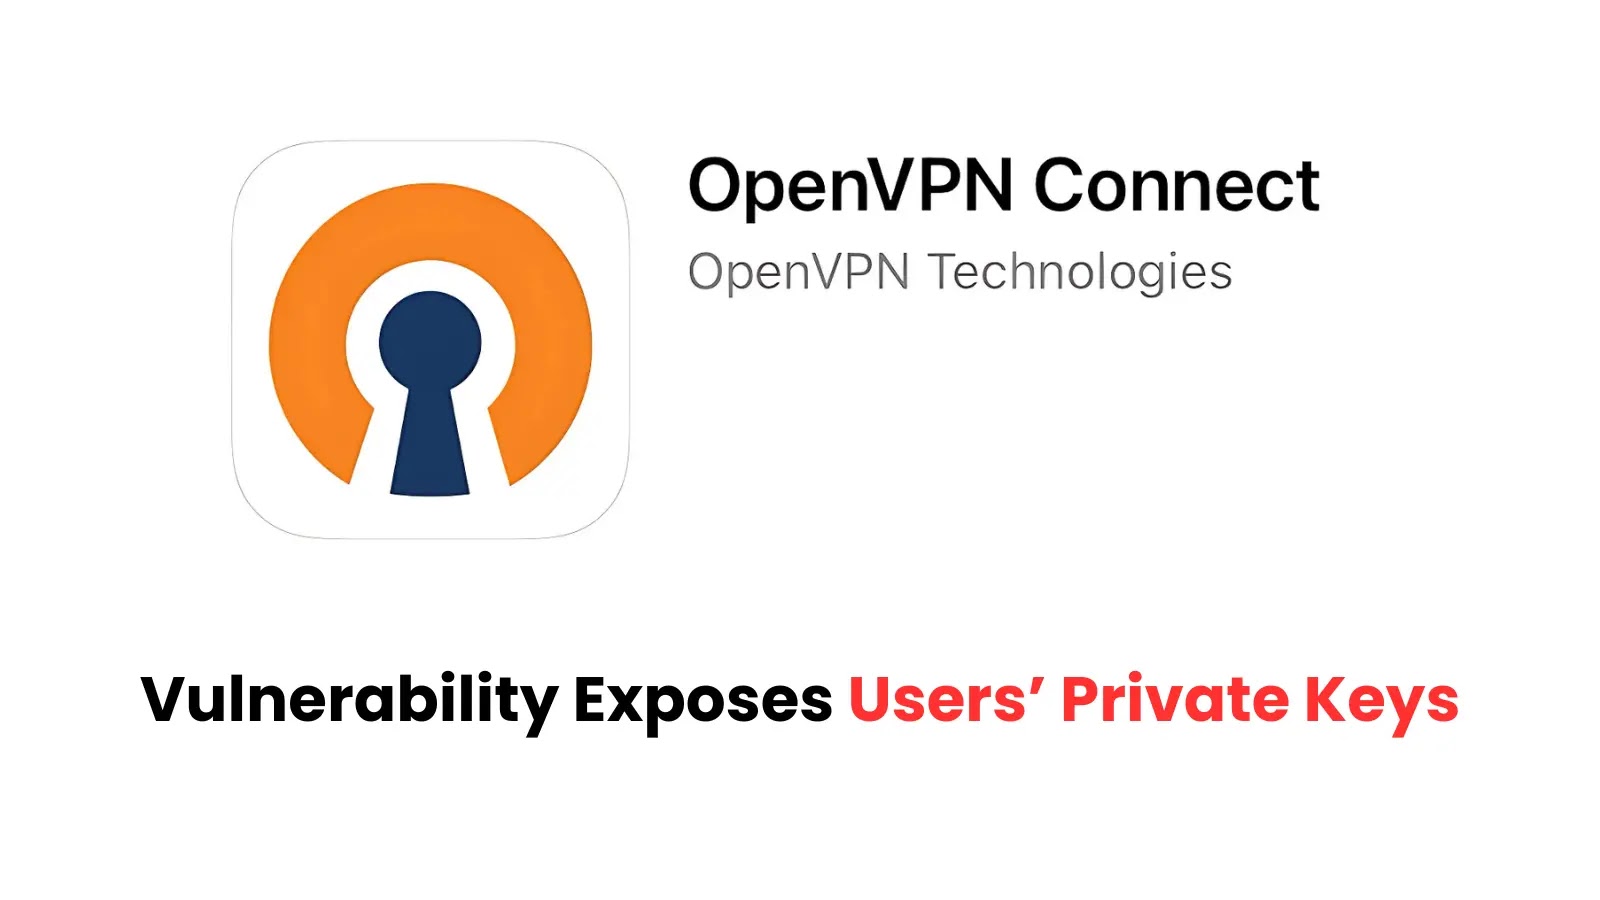 OpenVPN Connect
OpenVPN Technologies
Vulnerability Exposes Users’ Private Keys